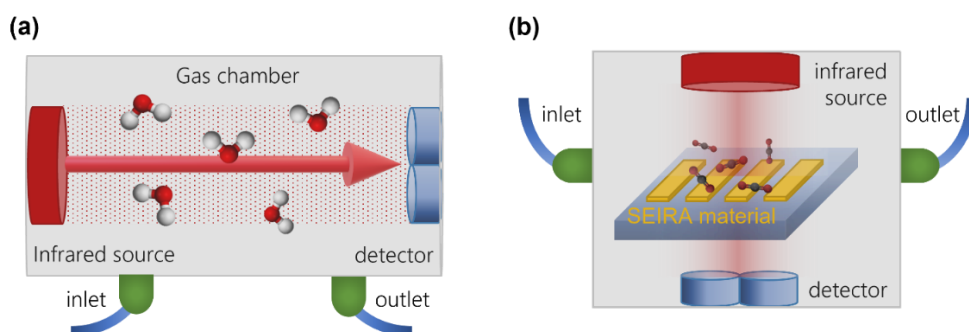 (a)
Gas chamber
Infrared source
detector
inlet
outlet
(b)
infrared
source
inlet
outlet
SEIRA material
detector